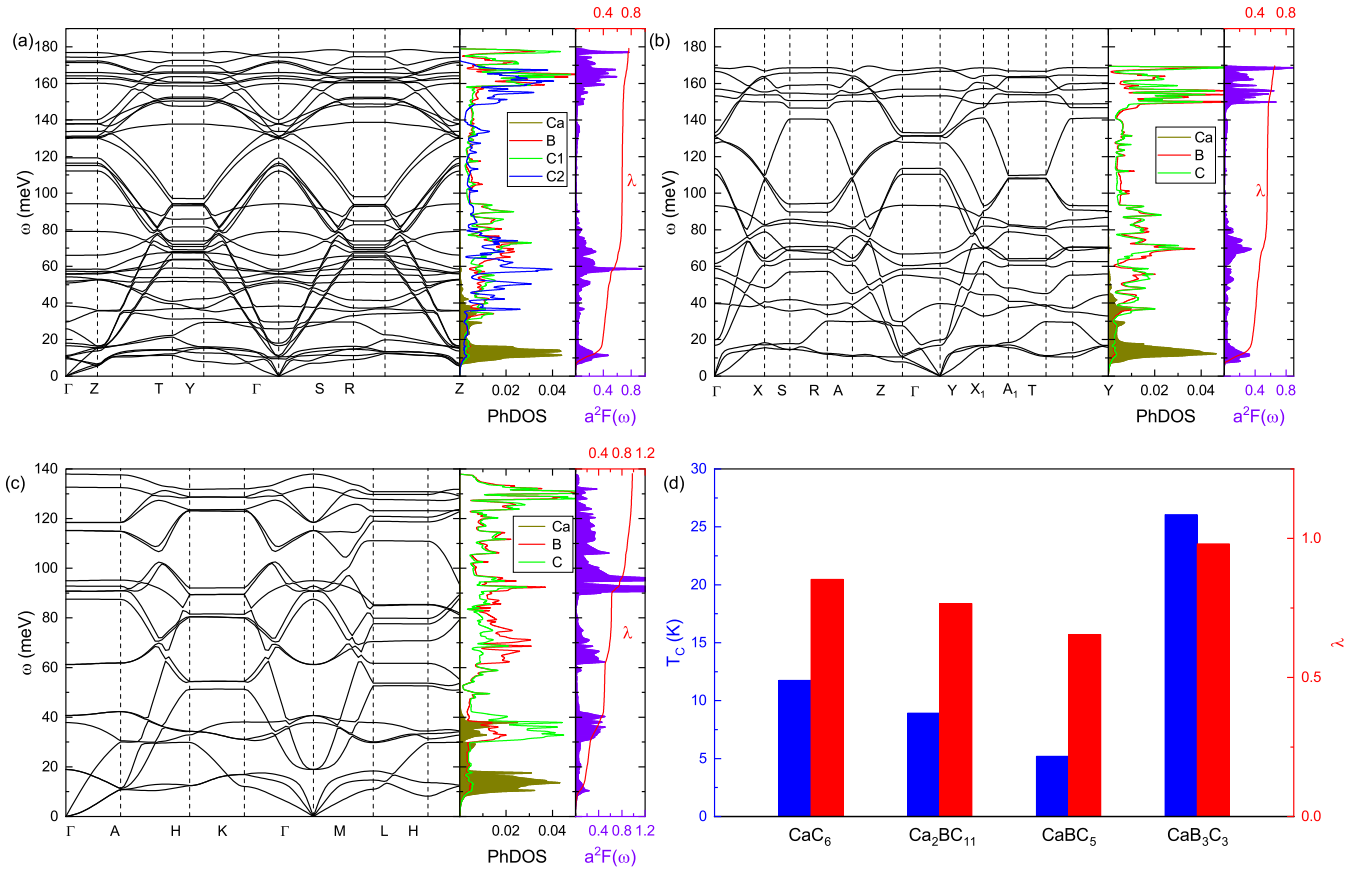 0.4 0.8
(a)
180
160
140
120
100
80
60
40
20
0
ω (meV)
Γ Z T Y Γ S R Z
Ca
B
C1
C2
0.02 0.04
PhDOS
λ
0.4 0.8
a²F(ω)
0.4 0.8
(b)
180
160
140
120
100
80
60
40
20
0
ω (meV)
Γ X S R A Z Γ Y X₁ A₁ T Y
Ca
B
C
0.02 0.04
PhDOS
λ
0.4 0.8
a²F(ω)
0.4 0.8 1.2
(c)
140
120
100
80
60
40
20
0
ω (meV)
Γ A H K Γ M L H
Ca
B
C
0.02 0.04
PhDOS
λ
0.4 0.8 1.2
a²F(ω)
(d)
30
25
20
15
10
5
0
T_C (K)
CaC₆ Ca₂BC₁₁ CaBC₅ CaB₃C₃
1.0
0.5
0.0
λ